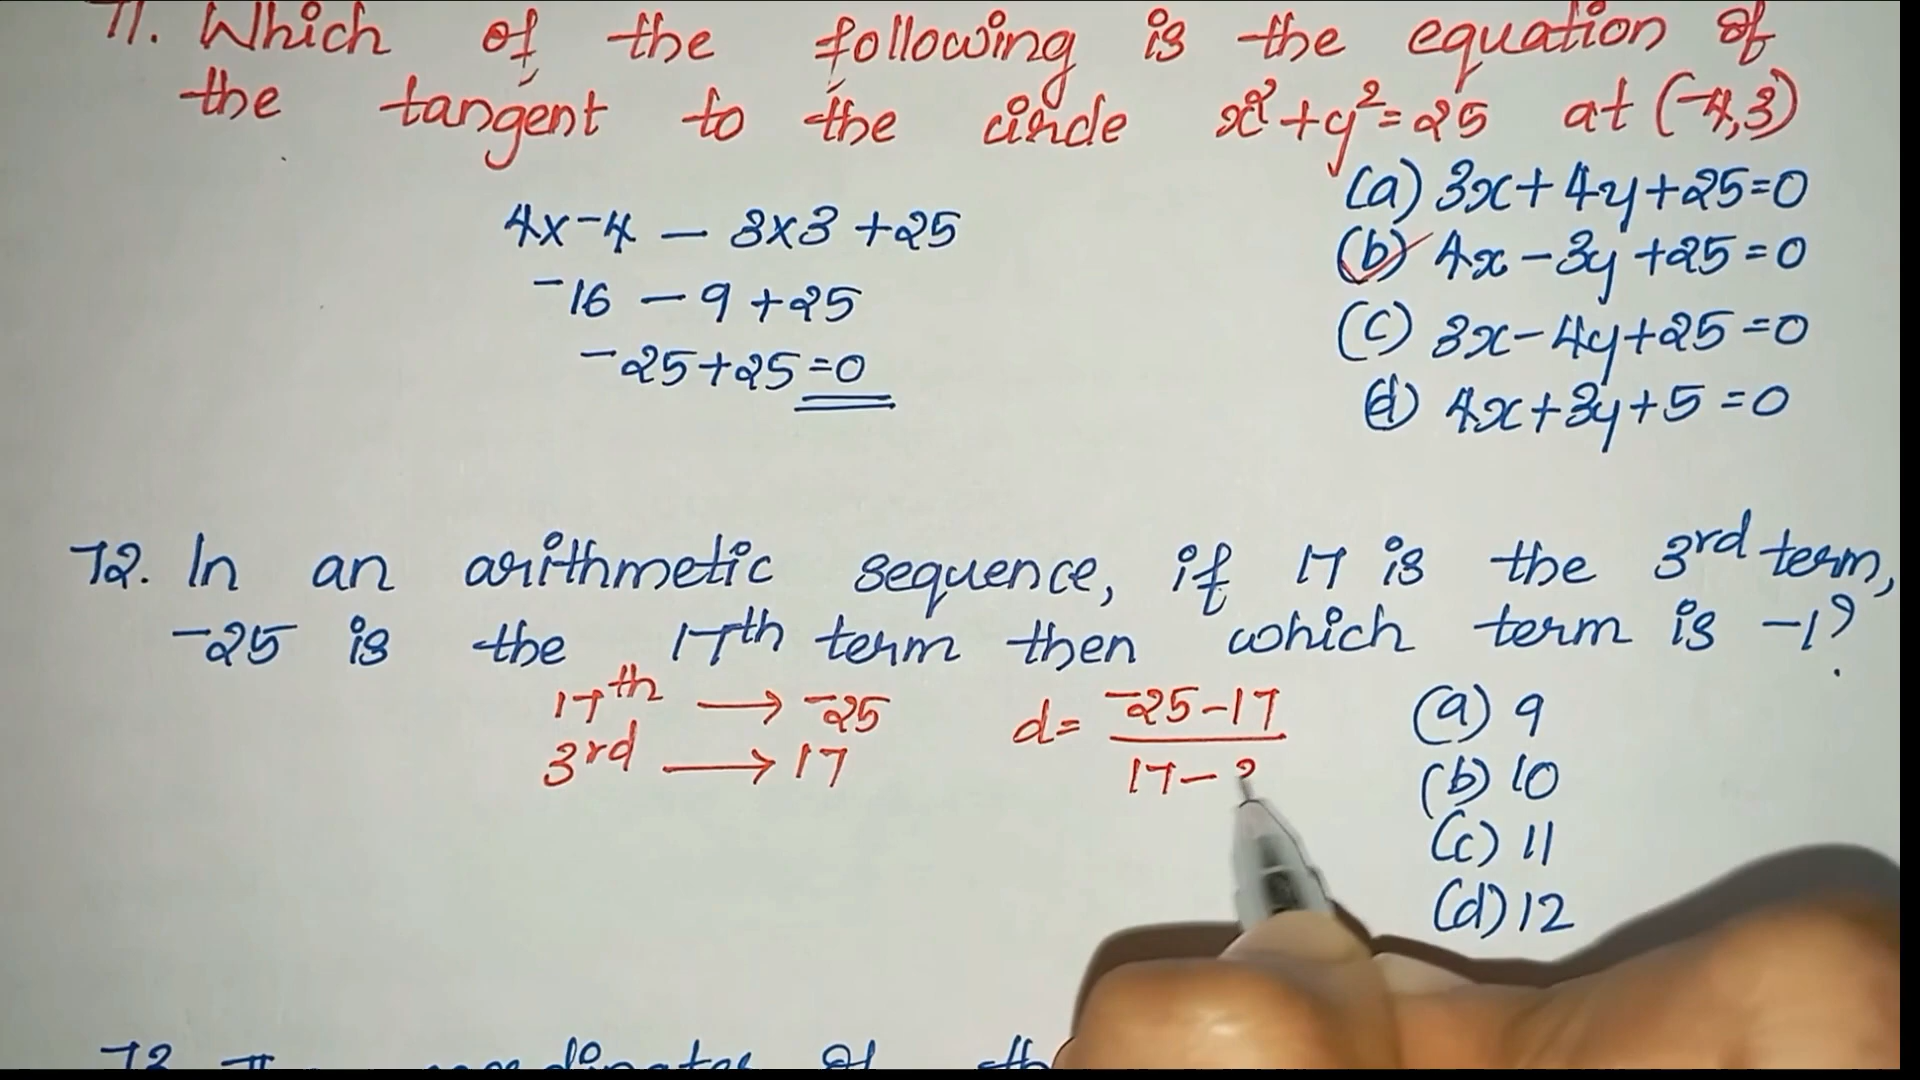 71. Which of the following is the equation of
the tangent to the circle x²+y²=25 at (⁻4,3)
(a) 3x+4y+25=0
4x⁻4 — 3x3 +25
(b) 4x-3y+25=0
⁻16 — 9 +25
(c) 3x-4y+25=0
⁻25+25=0
(d) 4x+3y+5=0
72. In an arithmetic sequence, if 17 is the 3rd term,
⁻25 is the 17th term then which term is -1?
17th → ⁻25
d= ⁻25-17
(a) 9
3rd → 17
17-
(b) 10
(c) 11
(d) 12
73.